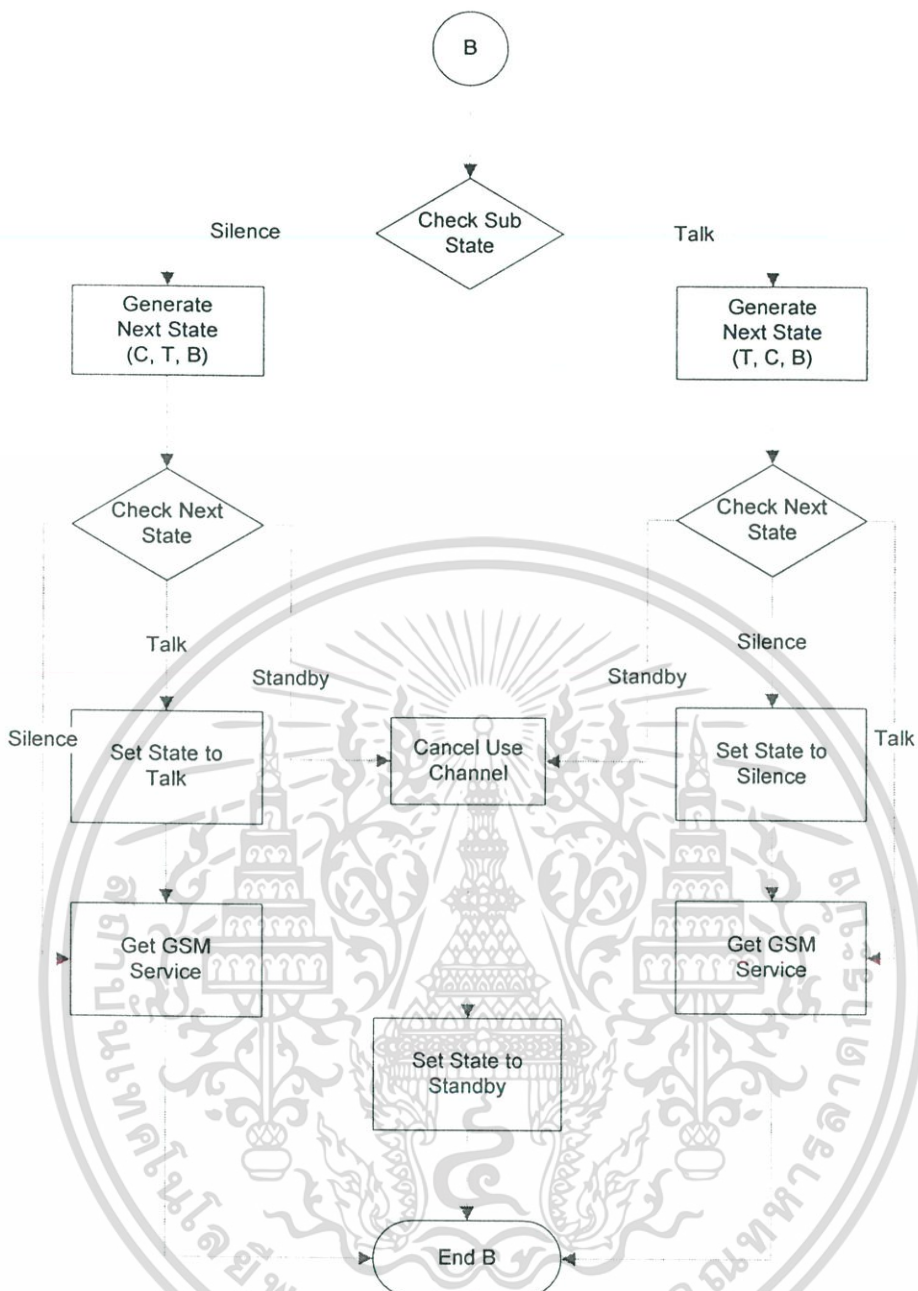 B
Check Sub
State
Silence
Talk
Generate
Next State
(C, T, B)
Generate
Next State
(T, C, B)
Check Next
State
Check Next
State
Talk
Silence
Standby
Standby
Silence
Set State to
Talk
Cancel Use
Channel
Set State to
Silence
Talk
Get GSM
Service
Get GSM
Service
Set State to
Standby
End B